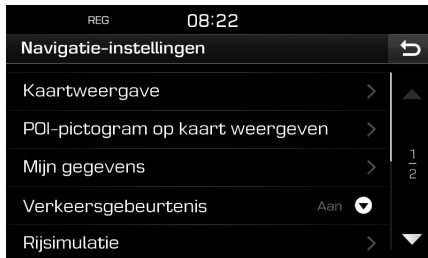 REG 08:22
Navigatie-instellingen
Kaartweergave
POI-pictogram op kaart weergeven
Mijn gegevens
Verkeersgebeurtenis Aan
Rijsimulatie
1
2